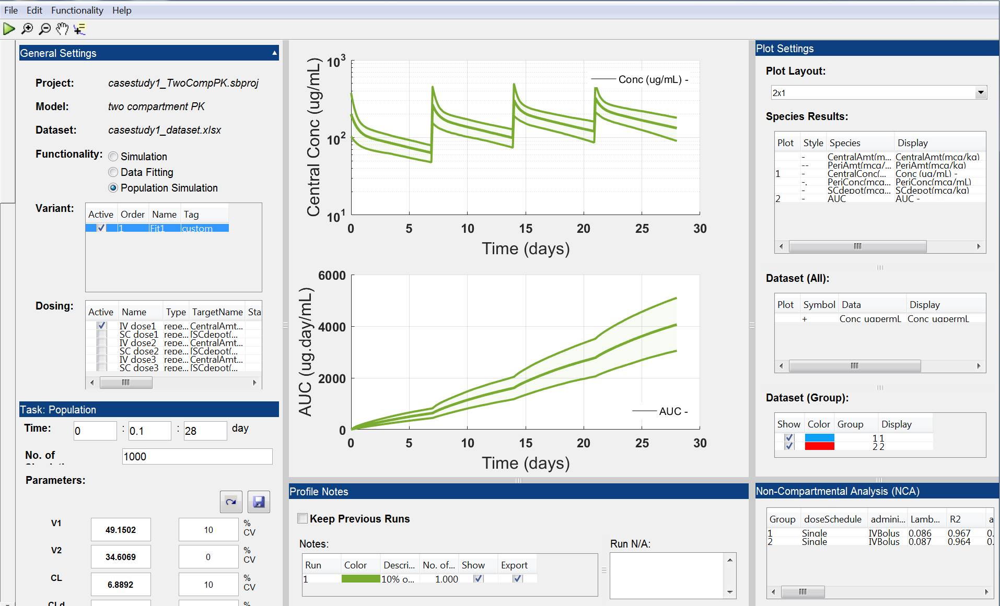 File Edit Functionality Help
General Settings
Project: casestudy1_TwoCompPK.sbproj
Model: two compartment PK
Dataset: casestudy1_dataset.xlsx
Functionality: Simulation
Data Fitting
Population Simulation
Variant:
Active Order Name Tag
1 Fit1 custom
Dosing:
Active Name Type TargetName Sta
IV dose1 repe... CentralAmt...
SC dose1 repe... [SCdepot(...
IV dose2 repe... CentralAmt...
SC dose2 repe... [SCdepot(...
IV dose3 repe... CentralAmt...
SC dose3 repe... [SCdepot(...
Task: Population
Time: 0 : 0.1 : 28 day
No. of
1000
Parameters:
V1 49.1502 10 % CV
V2 34.6069 0 % CV
CL 6.8892 10 % CV
CLd %
Central Conc (ug/mL)
10^3
10^2
10^1
Conc (ug/mL) -
0 5 10 15 20 25 30
Time (days)
AUC (ug.day/mL)
6000
4000
2000
0
AUC -
0 5 10 15 20 25 30
Time (days)
Profile Notes
Keep Previous Runs
Notes:
Run Color Descri... No. of... Show Export
1 10% o... 1.000
Run N/A:
Plot Settings
Plot Layout:
2x1
Species Results:
Plot Style Species Display
- CentralAmt(m... CentralAmt(mcg/kg)
-- PeriAmt(mcg/... PeriAmt(mcg/kg)
1 - CentralConc(... Conc (ug/mL) -
-. PeriConc(mcg... PeriConc(mcg/mL)
- SCdepot(mcg... SCdepot(mcg/kg)
2 - AUC AUC -
Dataset (All):
Plot Symbol Data Display
+ Conc_ugpermL Conc_ugpermL
Dataset (Group):
Show Color Group Display
1 1
2 2
Non-Compartmental Analysis (NCA)
Group doseSchedule admini... Lamb... R2 a
1 Single IVBolus 0.086 0.967 0.
2 Single IVBolus 0.087 0.964 0.